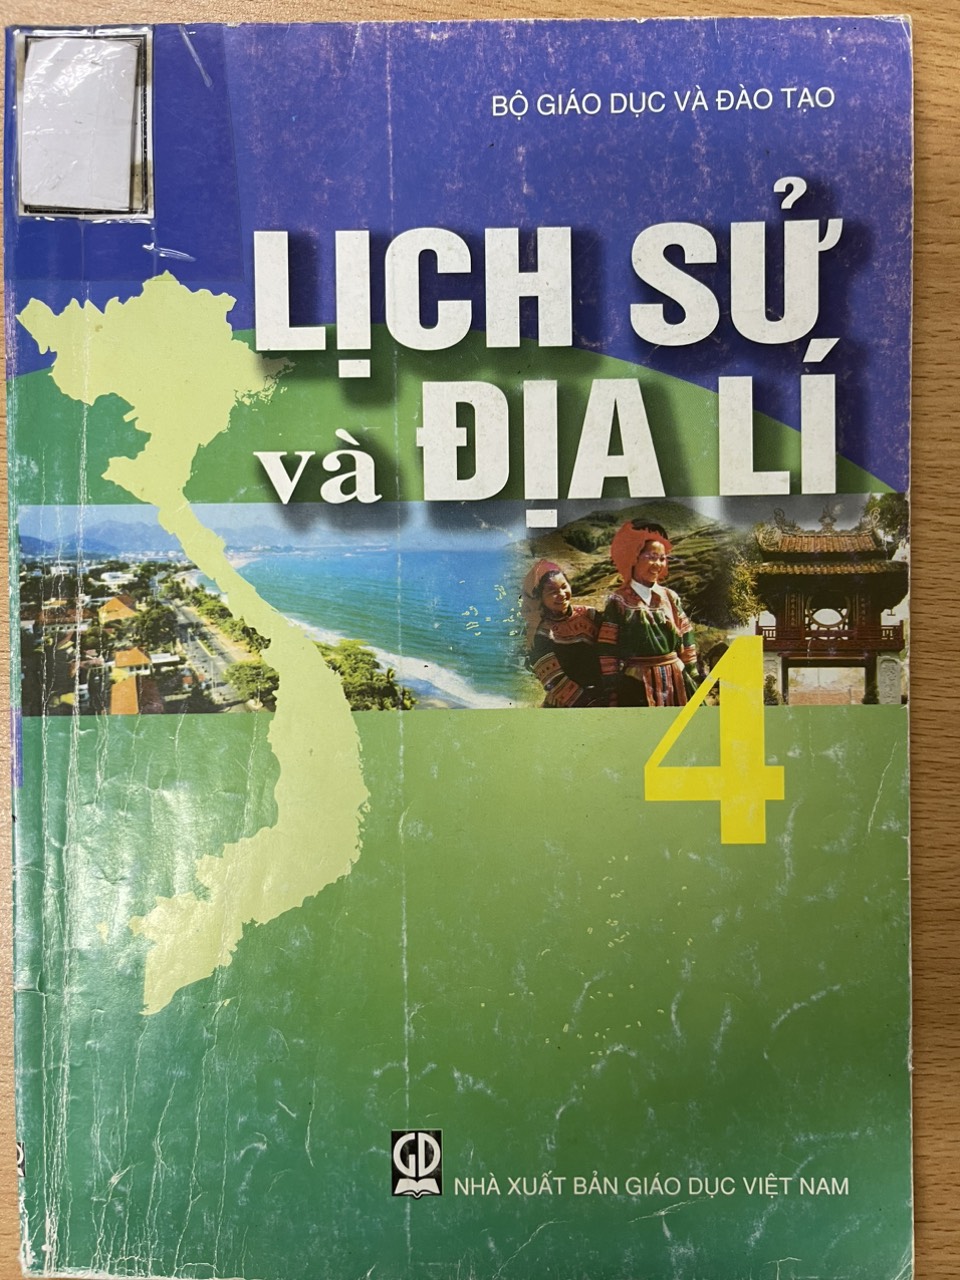 BỘ GIÁO DỤC VÀ ĐÀO TẠO
LỊCH SỬ
và ĐỊA LÍ
4
GD
NHÀ XUẤT BẢN GIÁO DỤC VIỆT NAM